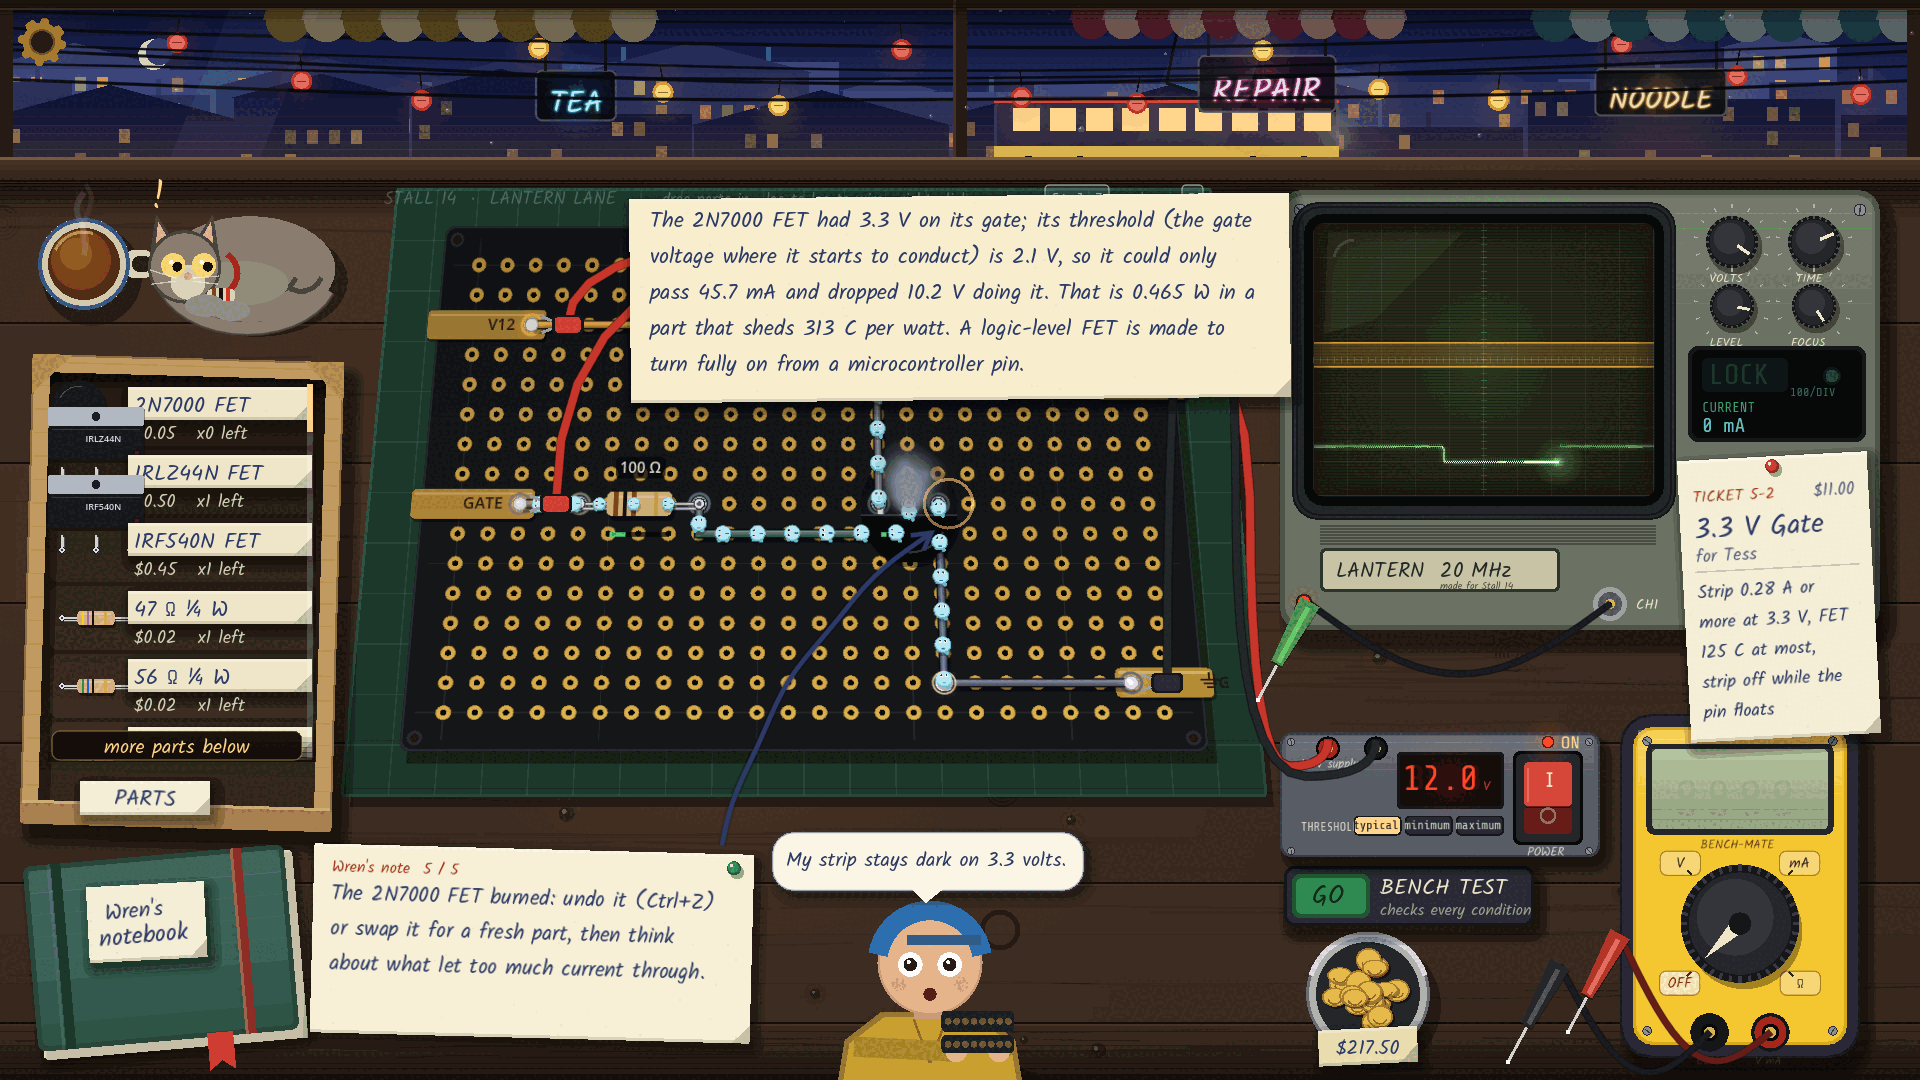 TEA
REPAIR
NOODLE
STALL 14 · LANTERN LANE
The 2N7000 FET had 3.3 V on its gate; its threshold (the gate
voltage where it starts to conduct) is 2.1 V, so it could only
pass 45.7 mA and dropped 10.2 V doing it. That is 0.465 W in a
part that sheds 313 C per watt. A logic-level FET is made to
turn fully on from a microcontroller pin.
V12
GATE
100 Ω
G
2N7000 FET
0.05 x0 left
IRLZ44N
IRLZ44N FET
0.50 x1 left
IRF540N
IRF540N FET
$0.45 x1 left
47 Ω ¼ W
$0.02 x1 left
56 Ω ¼ W
$0.02 x1 left
more parts below
PARTS
VOLTS
TIME
LEVEL
FOCUS
LOCK
100/DIV
CURRENT
0 mA
LANTERN 20 MHz
made for Stall 14
CH1
TICKET 5-2 $11.00
3.3 V Gate
for Tess
Strip 0.28 A or
more at 3.3 V, FET
125 C at most,
strip off while the
pin floats
supply
12.0 V
ON
I
THRESHOL typical minimum maximum
POWER
GO
BENCH TEST
checks every condition
BENCH-MATE
V
mA
OFF
Ω
V mA
$217.50
Wren's
notebook
Wren's note 5 / 5
The 2N7000 FET burned: undo it (Ctrl+Z)
or swap it for a fresh part, then think
about what let too much current through.
My strip stays dark on 3.3 volts.